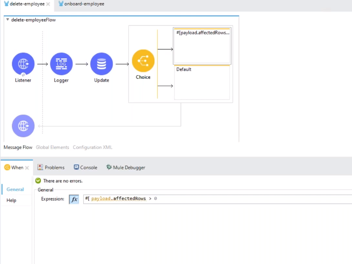 delete-employee
onboard-employee
delete-employeeFlow
#[payload.affectedRows...
Listener
Logger
Update
Choice
Default
Message Flow Global Elements Configuration XML
When
Problems
Console
Mule Debugger
There are no errors.
General
General
Help
Expression:
fx
#[ payload.affectedRows > 0